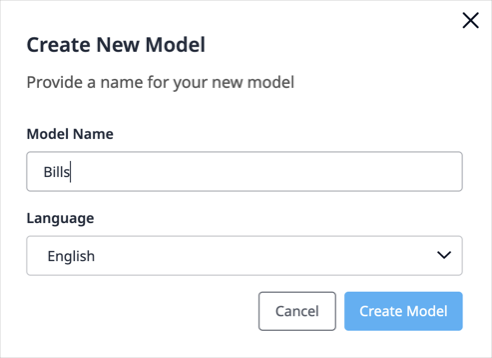 Create New Model
Provide a name for your new model
Model Name
Bills
Language
English
Cancel
Create Model